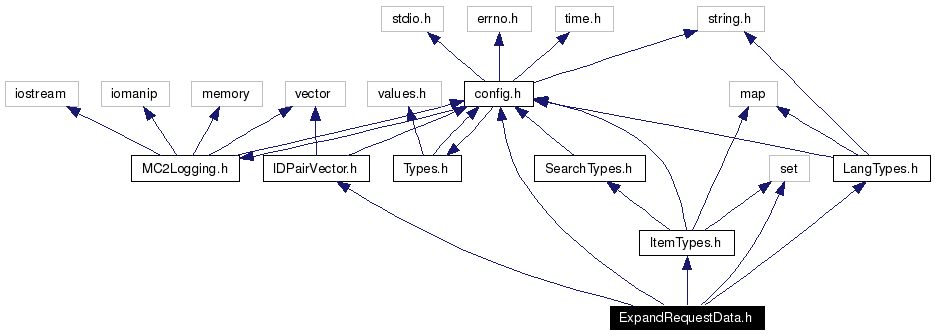 stdio.h
errno.h
time.h
string.h
iostream
iomanip
memory
vector
values.h
config.h
map
MC2Logging.h
IDPairVector.h
Types.h
SearchTypes.h
set
LangTypes.h
ItemTypes.h
ExpandRequestData.h